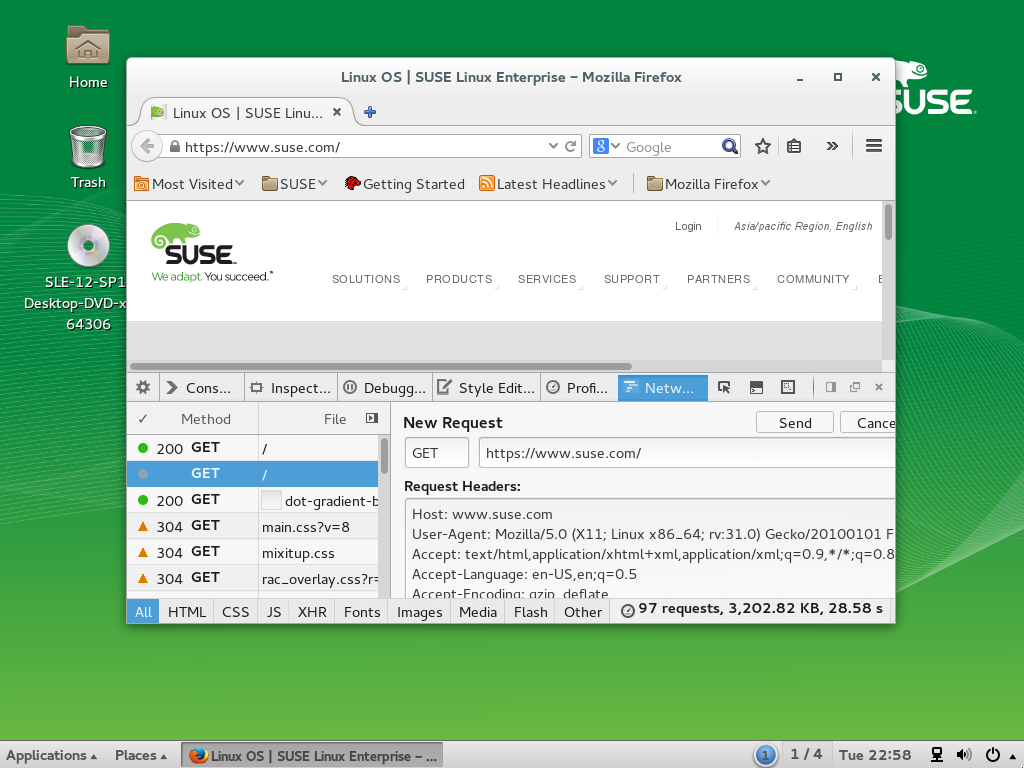 Home
Trash
SLE-12-SP1
Desktop-DVD-x
64306
SUSE
Linux OS | SUSE Linux Enterprise – Mozilla Firefox
Linux OS | SUSE Linu...
https://www.suse.com/
8
Google
Most Visited
SUSE
Getting Started
Latest Headlines
Mozilla Firefox
SUSE
We adapt. You succeed.
Login
Asia/pacific Region, English
SOLUTIONS
PRODUCTS
SERVICES
SUPPORT
PARTNERS
COMMUNITY
Cons...
Inspect...
Debugg...
Style Edit...
Profi...
Netw...
✓ Method File
200 GET /
GET /
200 GET dot-gradient-b
304 GET main.css?v=8
304 GET mixitup.css
304 GET rac_overlay.css?r=
New Request
Send
Cance
GET
https://www.suse.com/
Request Headers:
Host: www.suse.com
User-Agent: Mozilla/5.0 (X11; Linux x86_64; rv:31.0) Gecko/20100101 F
Accept: text/html,application/xhtml+xml,application/xml;q=0.9,*/*;q=0.8
Accept-Language: en-US,en;q=0.5
Accept-Encoding: gzip, deflate
All HTML CSS JS XHR Fonts Images Media Flash Other 97 requests, 3,202.82 KB, 28.58 s
Applications Places Linux OS | SUSE Linux Enterprise – ... 1 1 / 4 Tue 22:58